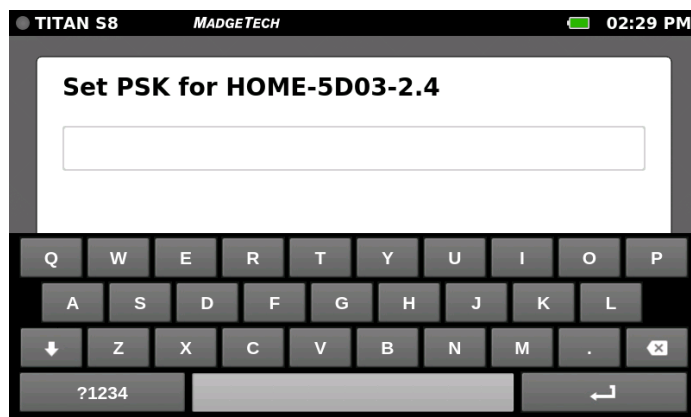 TITAN S8 MADGETECH 02:29 PM
Set PSK for HOME-5D03-2.4
Q W E R T Y U I O P
A S D F G H J K L
Z X C V B N M .
?1234